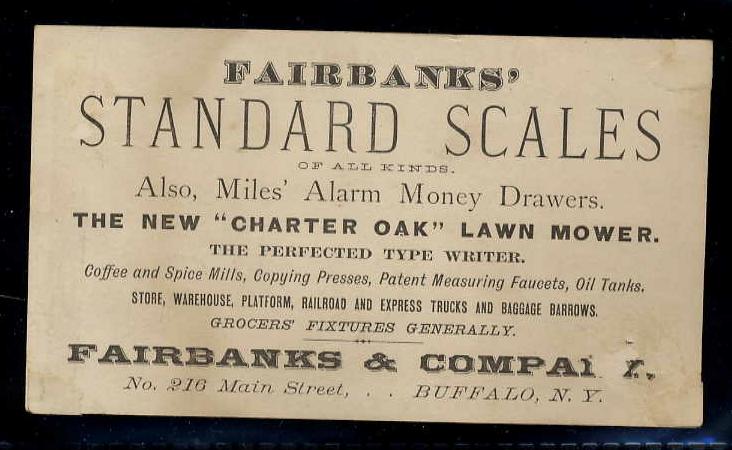 FAIRBANKS'
STANDARD SCALES
OF ALL KINDS.
Also, Miles' Alarm Money Drawers.
THE NEW "CHARTER OAK" LAWN MOWER.
THE PERFECTED TYPE WRITER.
Coffee and Spice Mills, Copying Presses, Patent Measuring Faucets, Oil Tanks.
STORE, WAREHOUSE, PLATFORM, RAILROAD AND EXPRESS TRUCKS AND BAGGAGE BARROWS.
GROCERS' FIXTURES GENERALLY.
FAIRBANKS & COMPANY.
No. 216 Main Street, . . BUFFALO, N. Y.